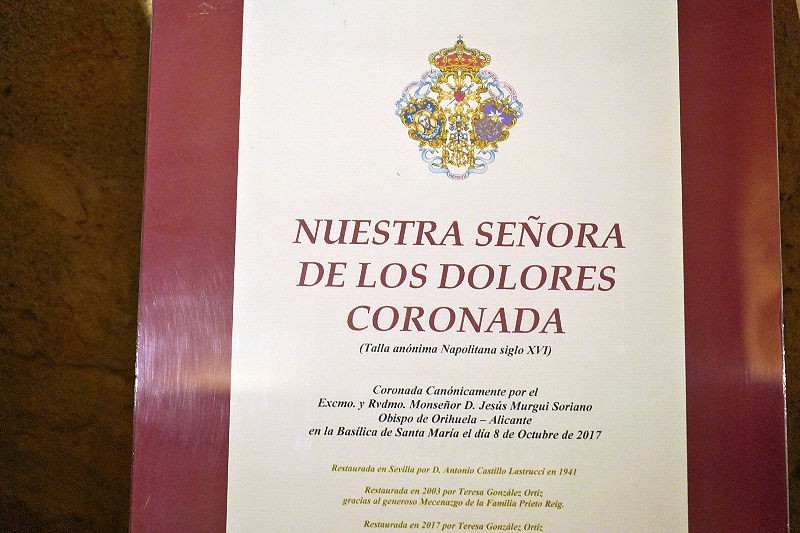 NUESTRA SEÑORA
DE LOS DOLORES
CORONADA
(Talla anónima Napolitana siglo XVI)
Coronada Canónicamente por el
Excmo. y Rvdmo. Monseñor D. Jesús Murgui Soriano
Obispo de Orihuela – Alicante
en la Basílica de Santa María el día 8 de Octubre de 2017
Restaurada en Sevilla por D. Antonio Castillo Lastrucci en 1941
Restaurada en 2003 por Teresa González Ortiz
gracias al generoso Mecenazgo de la Familia Prieto Reig.
Restaurada en 2017 por Teresa González Ortiz